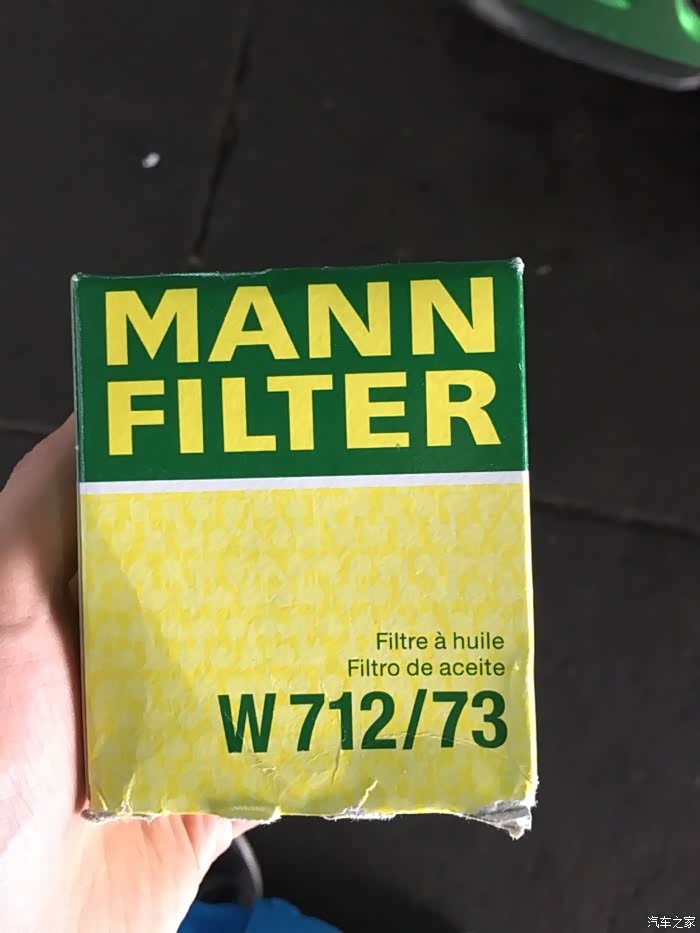 MANN
FILTER
Filtre à huile
Filtro de aceite
W 712/73
汽车之家